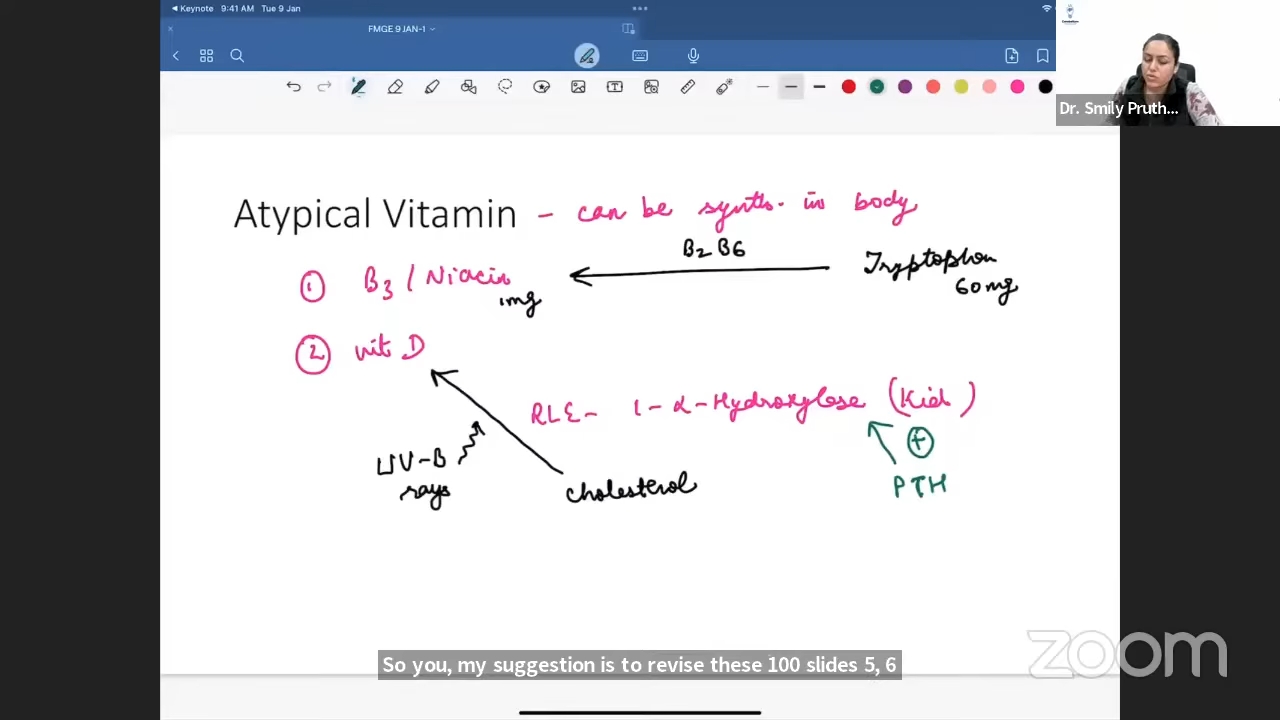 Keynote 9:41 AM Tue 9 Jan
FMGE 9 JAN-1
Dr. Smily Pruth...
Atypical Vitamin - can be synths. in body
B2 B6
① B3 / Niacin
1mg
Tryptophan
60mg
② vit D
RLE - 1-α-Hydroxylase (Kid)
+
PTH
UV-B
rays
cholesterol
So you, my suggestion is to revise these 100 slides 5, 6
zoom